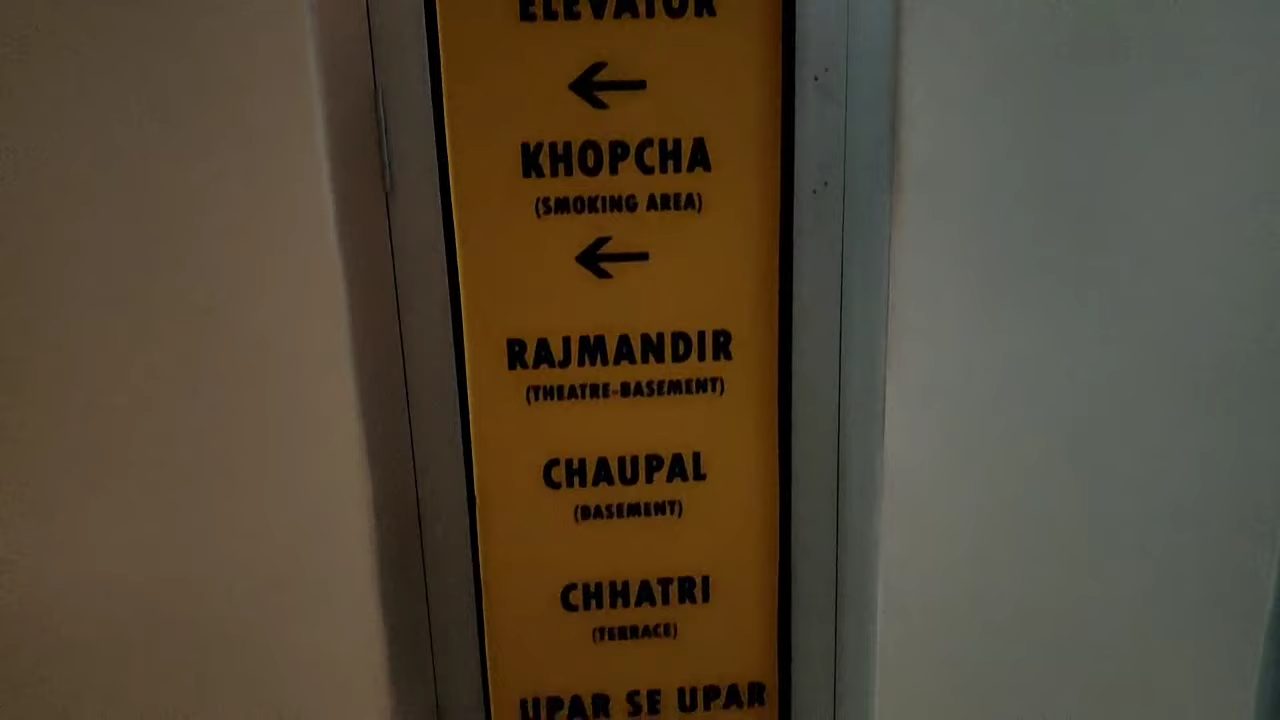 ELEVATOR
KHOPCHA
(SMOKING AREA)
RAJMANDIR
(THEATRE-BASEMENT)
CHAUPAL
(BASEMENT)
CHHATRI
(TERRACE)
UPAR SE UPAR